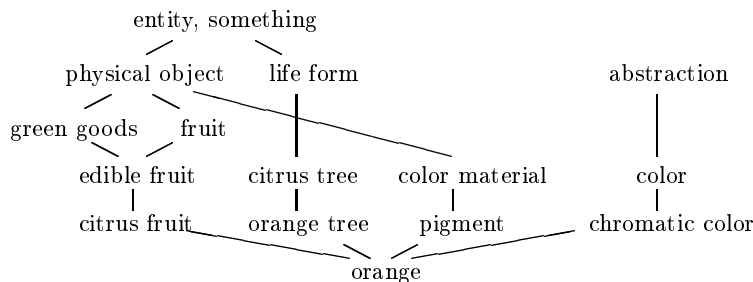 entity, something
physical object life form abstraction
green goods fruit
edible fruit citrus tree color material color
citrus fruit orange tree pigment chromatic color
orange